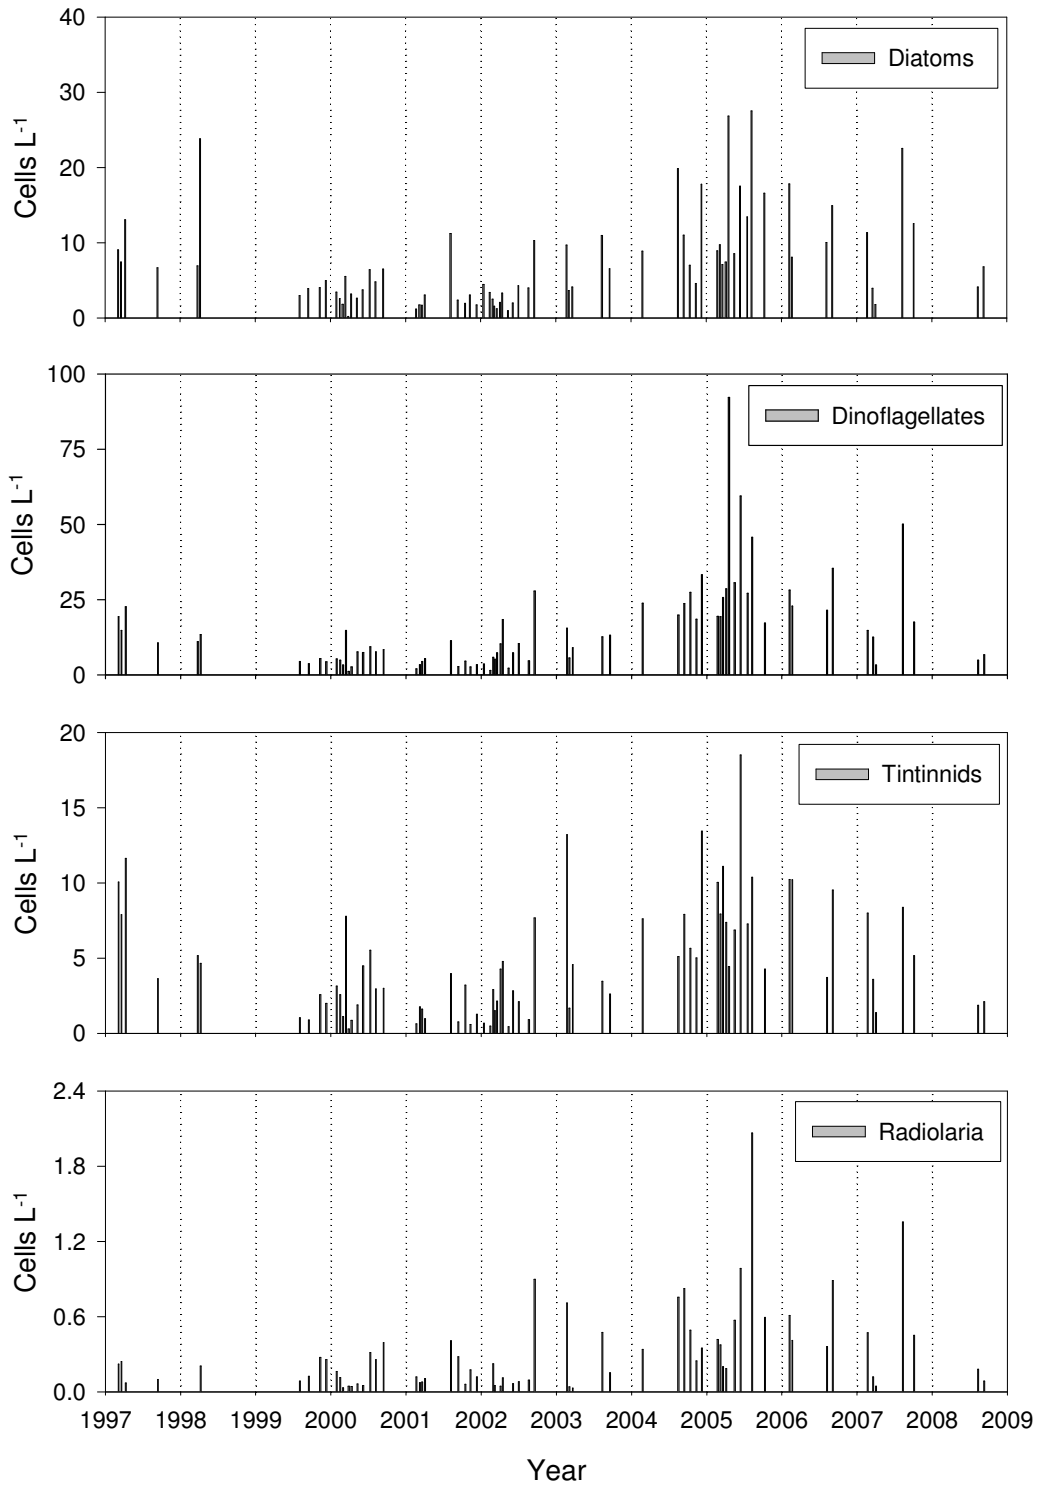 40
30
20
10
0
Cells L-1
Diatoms
100
75
50
25
0
Cells L-1
Dinoflagellates
20
15
10
5
0
Cells L-1
Tintinnids
2.4
1.8
1.2
0.6
0.0
Cells L-1
Radiolaria
1997 1998 1999 2000 2001 2002 2003 2004 2005 2006 2007 2008 2009
Year